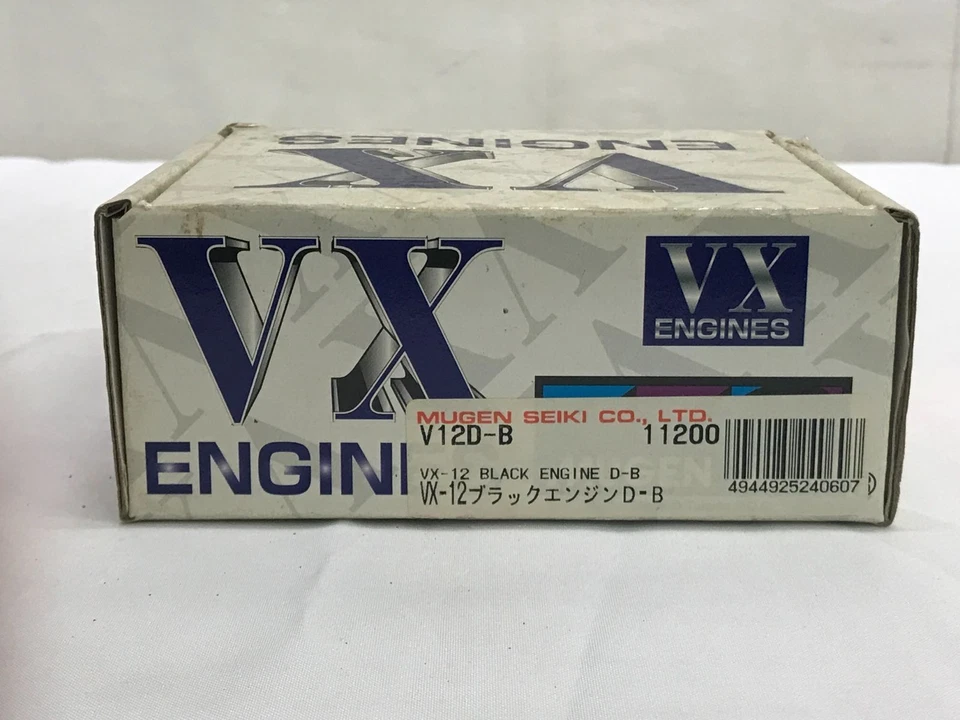 ENGINES
VX
VX
ENGINES
VX
ENGINI
MUGEN SEIKI CO., LTD.
V12D-B 11200
VX-12 BLACK ENGINE D-B
VX-12ブラックエンジンD-B
4944925240607